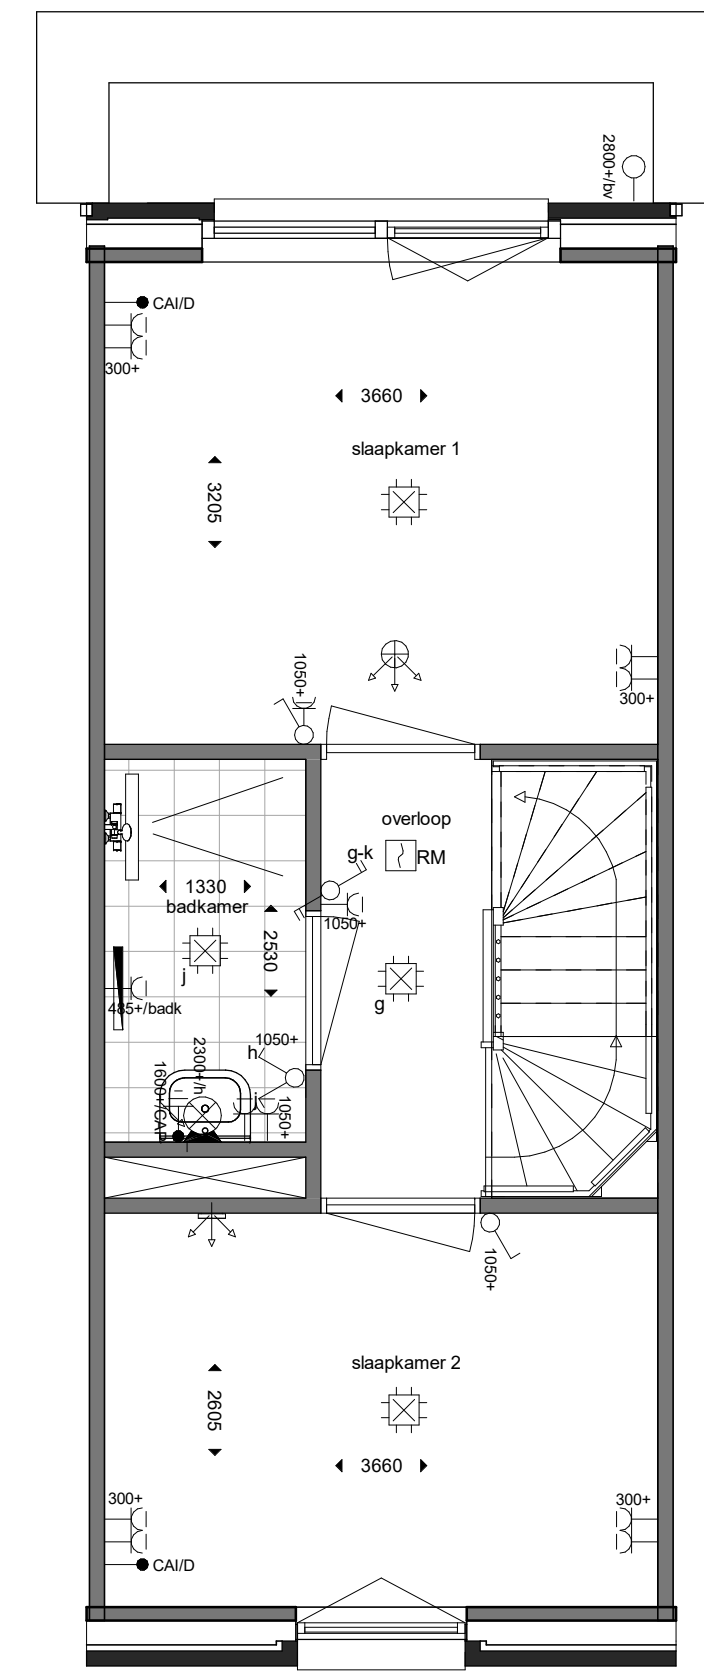 2800+/bv
CAI/D
300+
3660
slaapkamer 1
3205
1050+
300+
overloop
g-k
RM
1330
badkamer
1050+
2530
j
g
485+/badk
1050+
h
2300+/h
1600+/CAP
j
1050+
1050+
slaapkamer 2
2605
3660
300+
300+
CAI/D